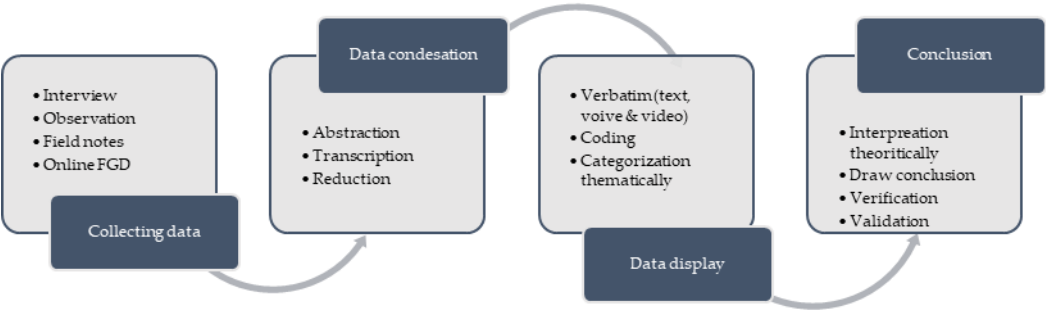 • Interview
• Observation
• Field notes
• Online FGD
Collecting data
Data condesation
• Abstraction
• Transcription
• Reduction
• Verbatim (text,
voive & video)
• Coding
• Categorization
thematically
Data display
Conclusion
• Interpreation
theoritically
• Draw conclusion
• Verification
• Validation